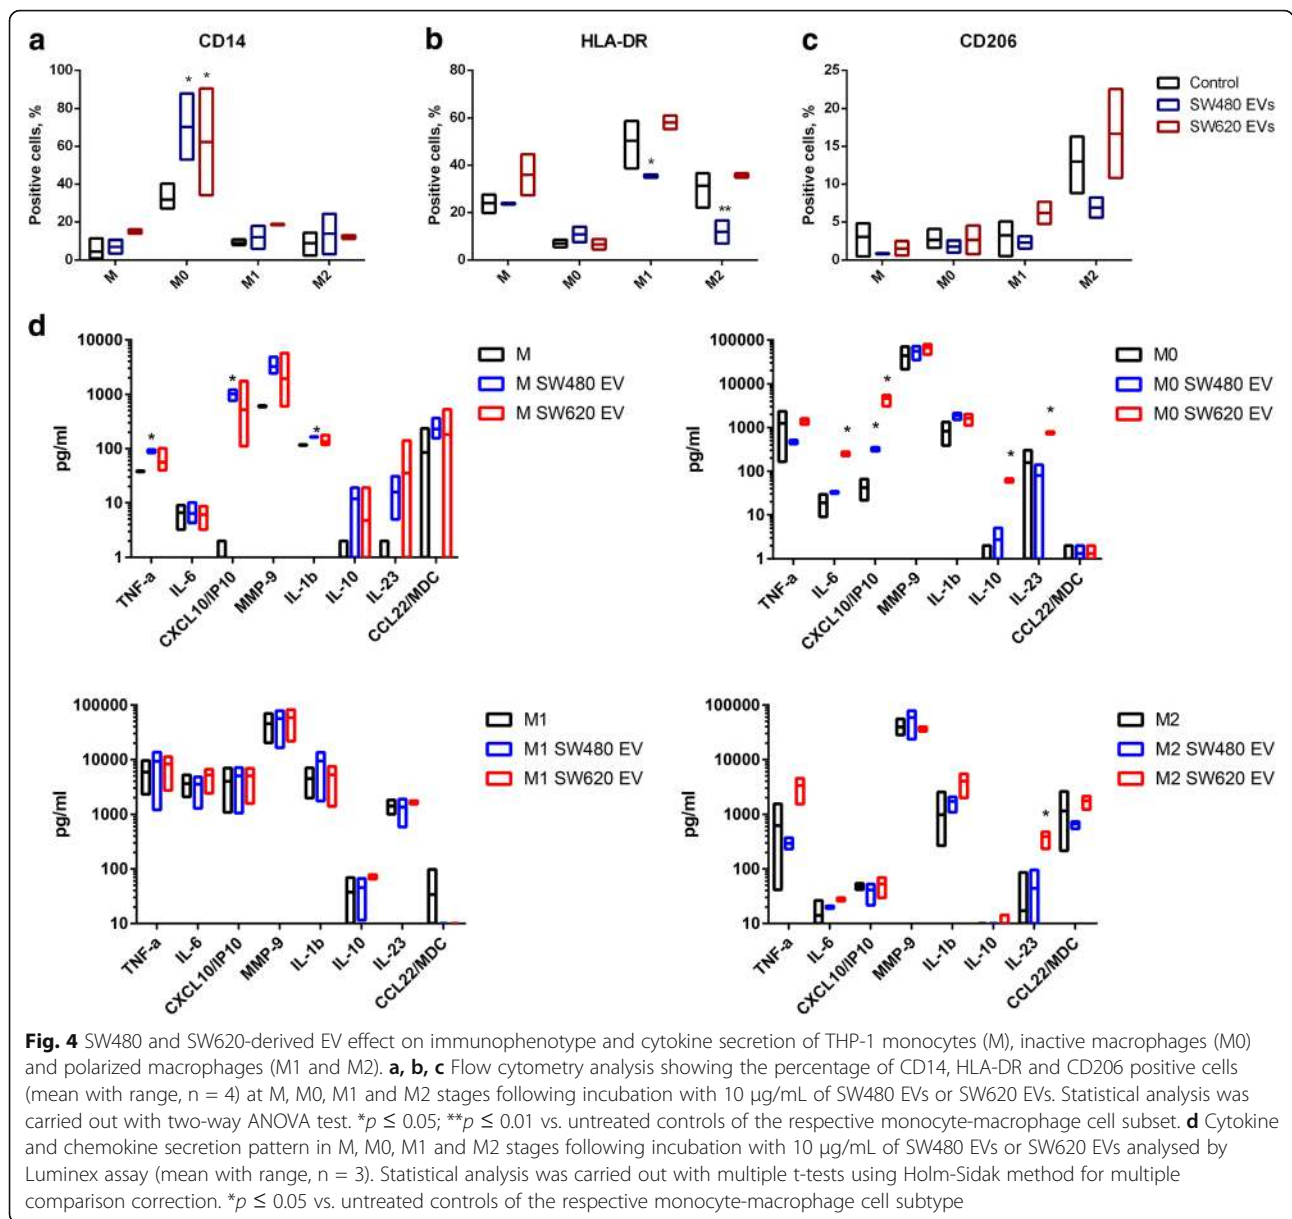 a CD14
Positive cells, %
100
80
60
40
20
0
* *
M M0 M1 M2
b HLA-DR
Positive cells, %
80
60
40
20
0
* **
M M0 M1 M2
c CD206
Positive cells, %
25
20
15
10
5
0
M M0 M1 M2
Control
SW480 EVs
SW620 EVs
d
pg/ml
10000
1000
100
10
1
* * *
TNF-a IL-6 CXCL10/IP10 MMP-9 IL-1b IL-10 IL-23 CCL22/MDC
M
M SW480 EV
M SW620 EV
pg/ml
100000
10000
1000
100
10
1
* * * * *
TNF-a IL-6 CXCL10/IP10 MMP-9 IL-1b IL-10 IL-23 CCL22/MDC
M0
M0 SW480 EV
M0 SW620 EV
pg/ml
100000
10000
1000
100
10
TNF-a IL-6 CXCL10/IP10 MMP-9 IL-1b IL-10 IL-23 CCL22/MDC
M1
M1 SW480 EV
M1 SW620 EV
pg/ml
100000
10000
1000
100
10
*
TNF-a IL-6 CXCL10/IP10 MMP-9 IL-1b IL-10 IL-23 CCL22/MDC
M2
M2 SW480 EV
M2 SW620 EV
Fig. 4 SW480 and SW620-derived EV effect on immunophenotype and cytokine secretion of THP-1 monocytes (M), inactive macrophages (M0)
and polarized macrophages (M1 and M2). a, b, c Flow cytometry analysis showing the percentage of CD14, HLA-DR and CD206 positive cells
(mean with range, n = 4) at M, M0, M1 and M2 stages following incubation with 10 μg/mL of SW480 EVs or SW620 EVs. Statistical analysis was
carried out with two-way ANOVA test. *p ≤ 0.05; **p ≤ 0.01 vs. untreated controls of the respective monocyte-macrophage cell subset. d Cytokine
and chemokine secretion pattern in M, M0, M1 and M2 stages following incubation with 10 μg/mL of SW480 EVs or SW620 EVs analysed by
Luminex assay (mean with range, n = 3). Statistical analysis was carried out with multiple t-tests using Holm-Sidak method for multiple
comparison correction. *p ≤ 0.05 vs. untreated controls of the respective monocyte-macrophage cell subtype